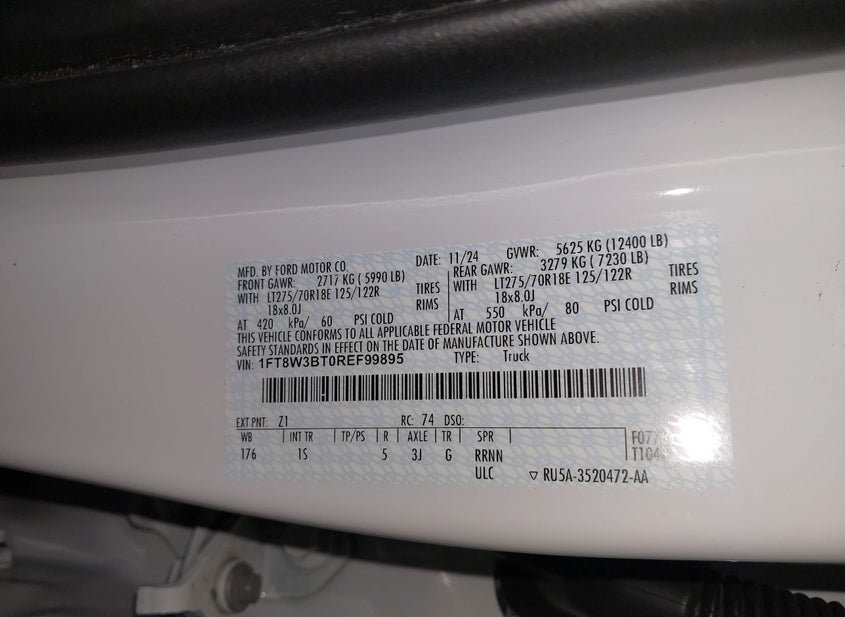 MFD. BY FORD MOTOR CO. DATE: 11/24 GVWR: 5625 KG (12400 LB)
FRONT GAWR: 2717 KG ( 5990 LB) REAR GAWR: 3279 KG ( 7230 LB)
WITH LT275/70R18E 125/122R TIRES WITH LT275/70R18E 125/122R TIRES
18x8.0J RIMS 18x8.0J RIMS
AT 420 kPa/ 60 PSI COLD AT 550 kPa/ 80 PSI COLD
THIS VEHICLE CONFORMS TO ALL APPLICABLE FEDERAL MOTOR VEHICLE
SAFETY STANDARDS IN EFFECT ON THE DATE OF MANUFACTURE SHOWN ABOVE.
VIN: 1FT8W3BT0REF99895 TYPE: Truck
EXT PNT: Z1 RC: 74 DSO:
WB INT TR TP/PS R AXLE TR SPR
176 1S 5 3J G RRNN
ULC ▽ RU5A-3520472-AA